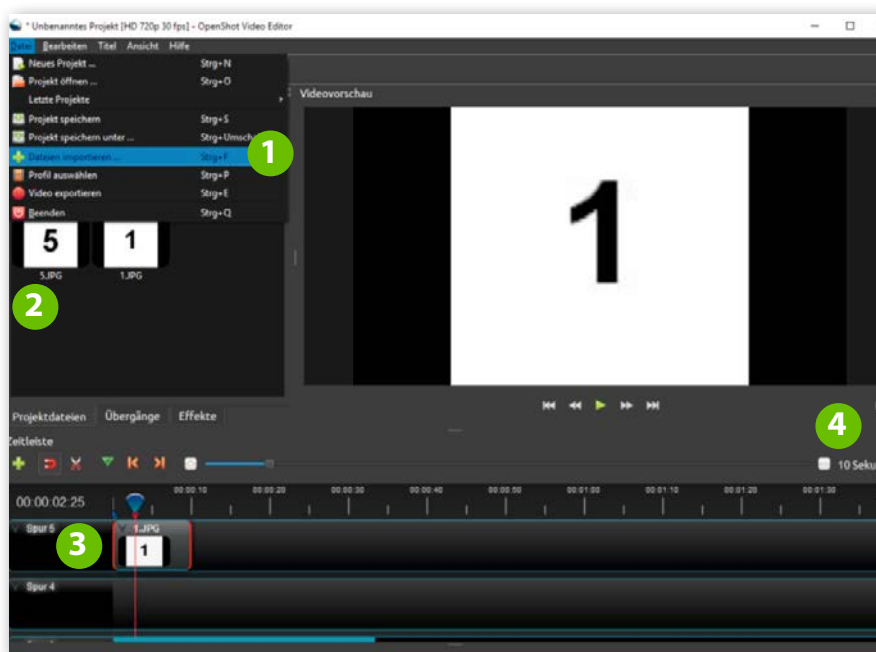 * Unbenanntes Projekt [HD 720p 30 fps] - OpenShot Video Editor
Datei Bearbeiten Titel Ansicht Hilfe
Neues Projekt ... Strg+N
Projekt öffnen ... Strg+O
Letzte Projekte
Projekt speichern Strg+S
Projekt speichern unter ... Strg+Umsch
Dateien importieren ... Strg+F
Profil auswählen Strg+P
Video exportieren Strg+E
Beenden Strg+Q
1
Videovorschau
1
5 1
5.JPG 1.JPG
2
Projektdateien Übergänge Effekte
4
Zeitleiste
10 Seku
00:00:02:25
00:00:10 00:00:20 00:00:30 00:00:40 00:00:50 00:01:00 00:01:10 00:01:20 00:01:30
Spur 5
3
1.JPG
1
Spur 4